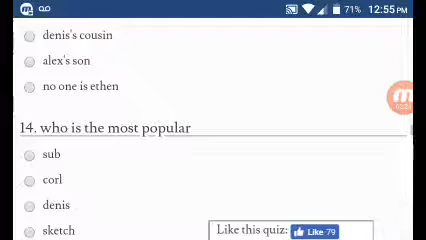 71% 12:55 PM
denis's cousin
alex's son
no one is ethen
14. who is the most popular
sub
corl
denis
sketch
Like this quiz: Like 79